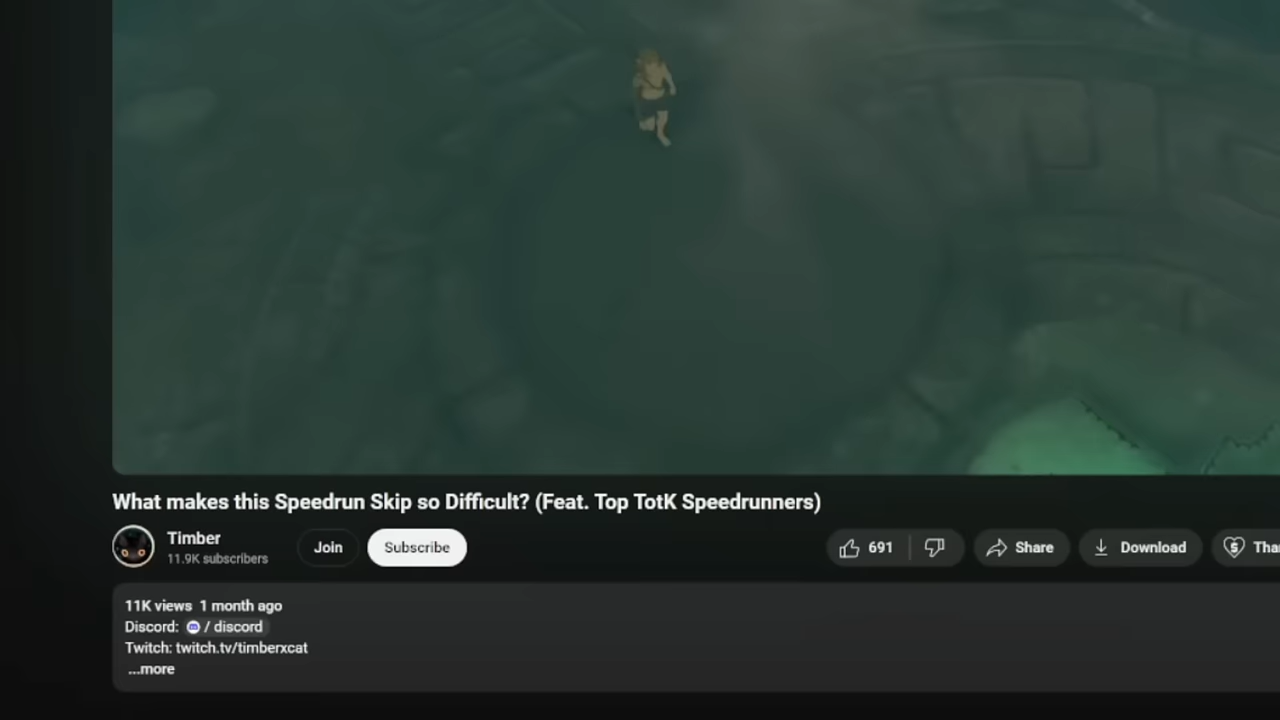 What makes this Speedrun Skip so Difficult? (Feat. Top TotK Speedrunners)
Timber
11.9K subscribers
Join
Subscribe
691
Share
Download
Than
11K views 1 month ago
Discord: / discord
Twitch: twitch.tv/timberxcat
...more